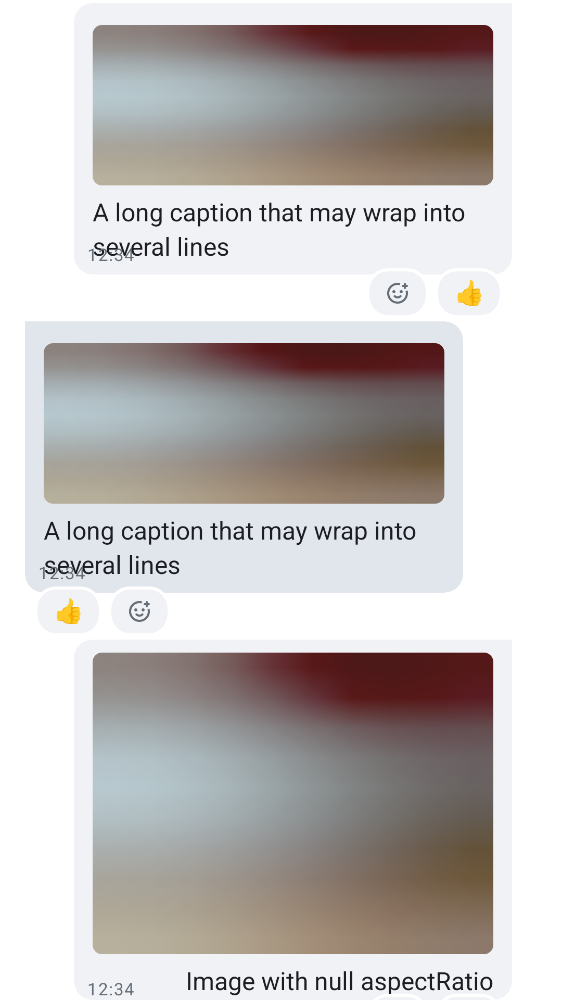 A long caption that may wrap into
several lines
12:34
A long caption that may wrap into
several lines
12:34
Image with null aspectRatio
12:34